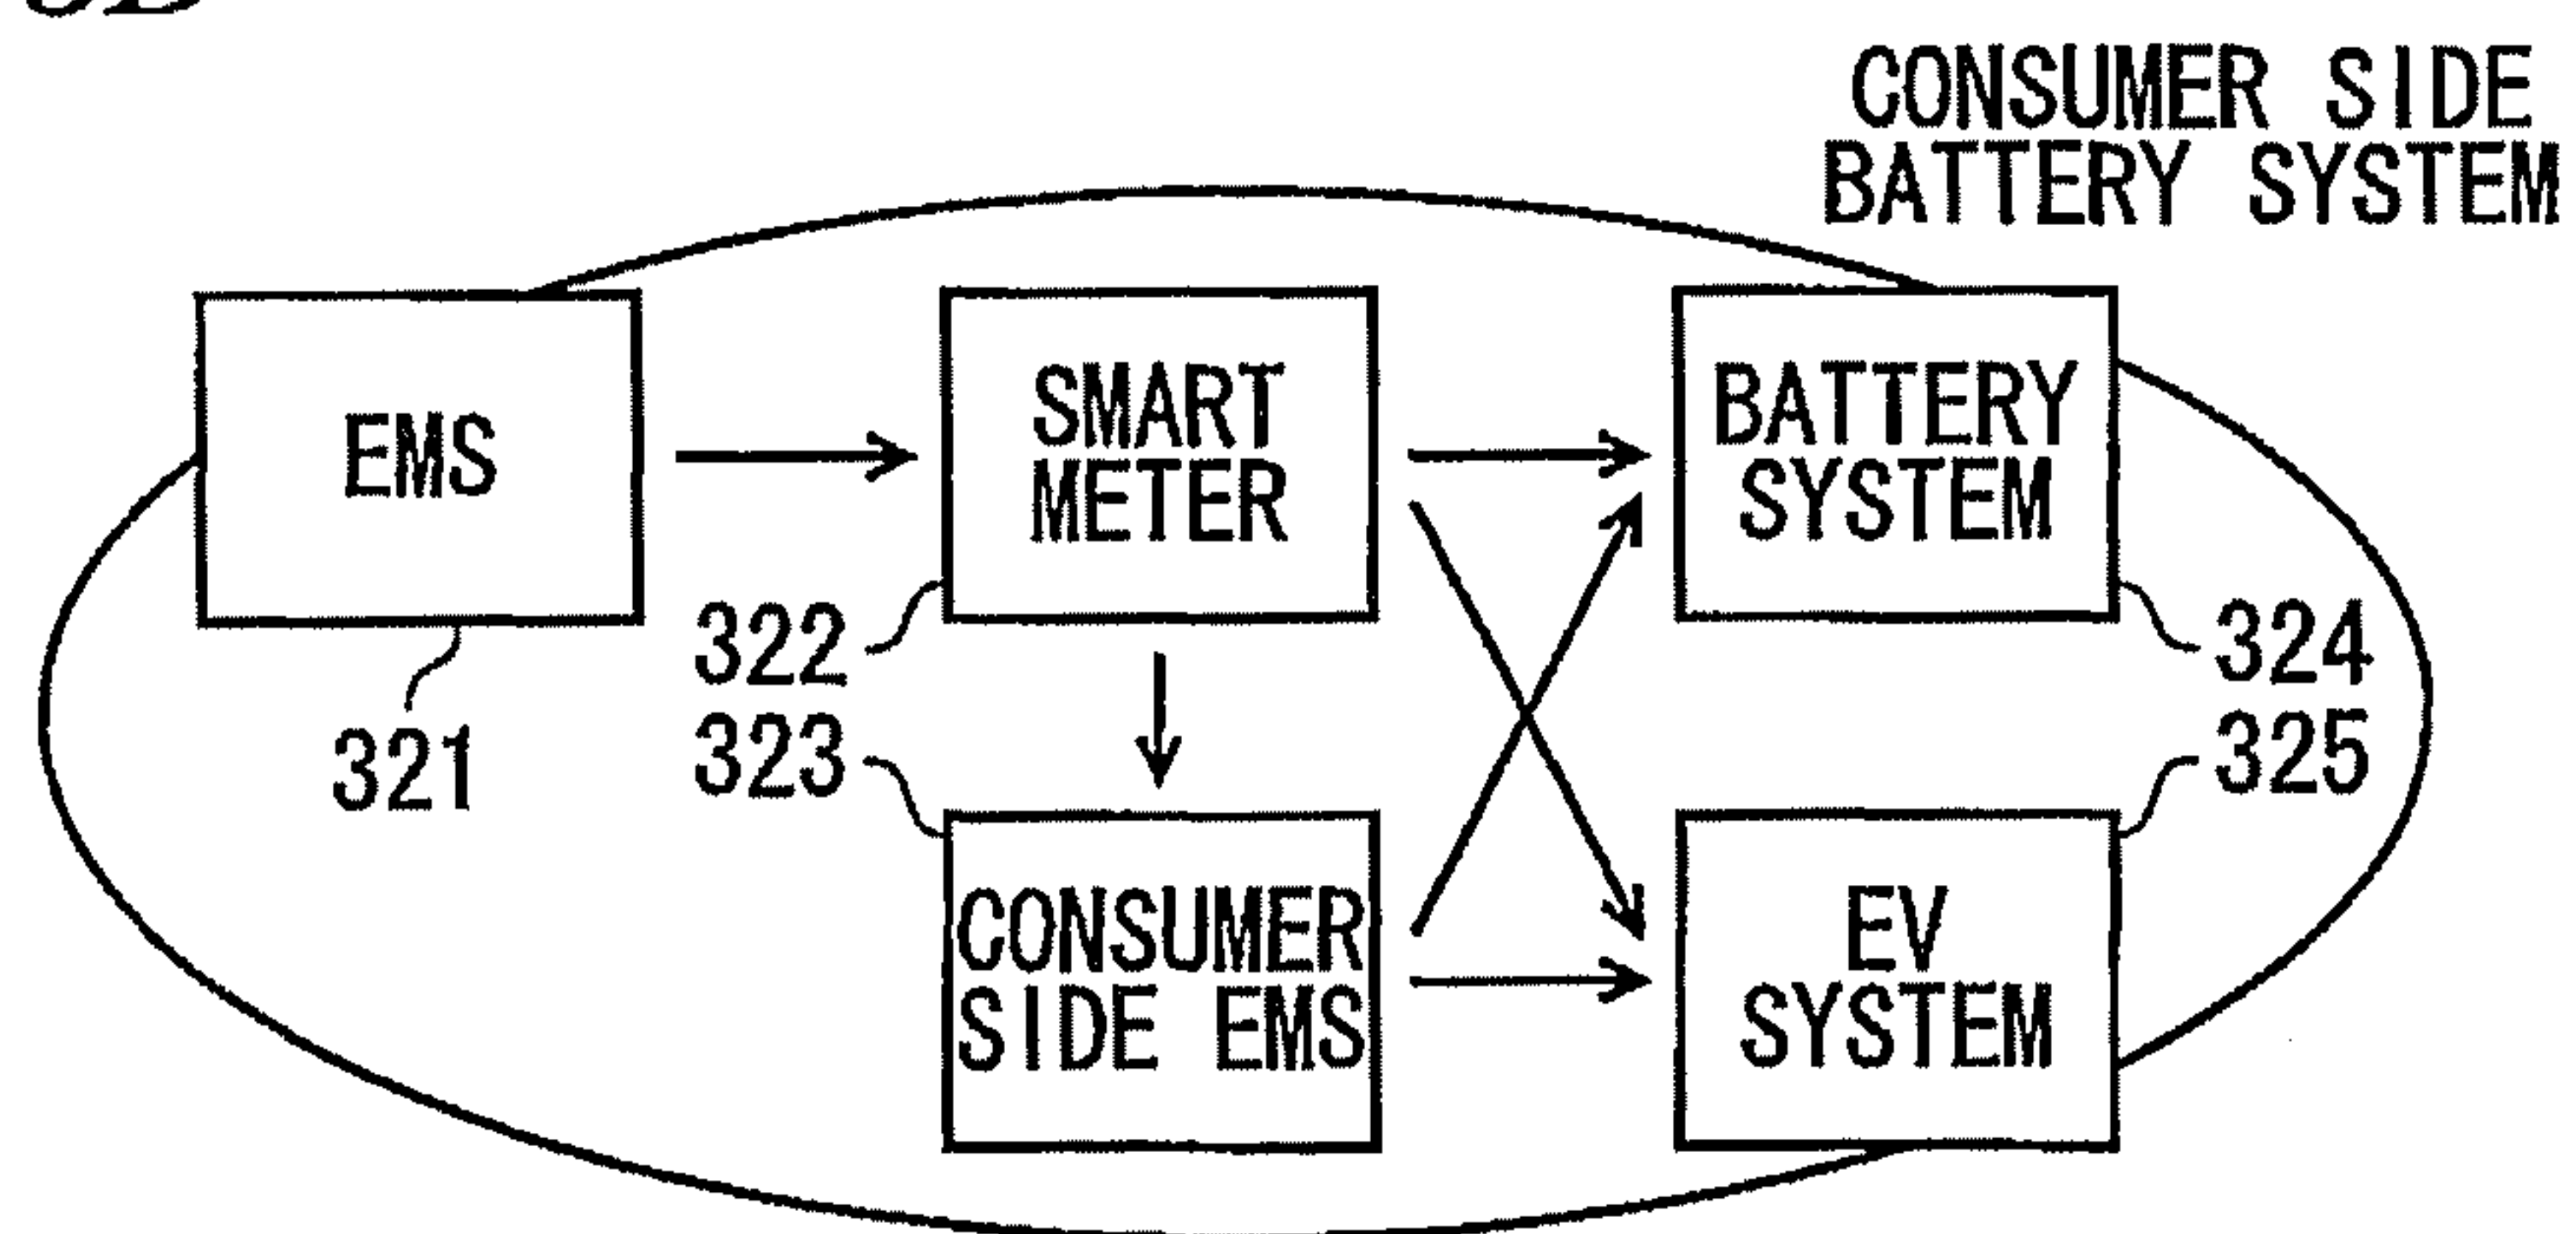 CONSUMER SIDE
BATTERY SYSTEM
EMS
SMART
METER
BATTERY
SYSTEM
322
324
321
323
325
CONSUMER
SIDE EMS
EV
SYSTEM